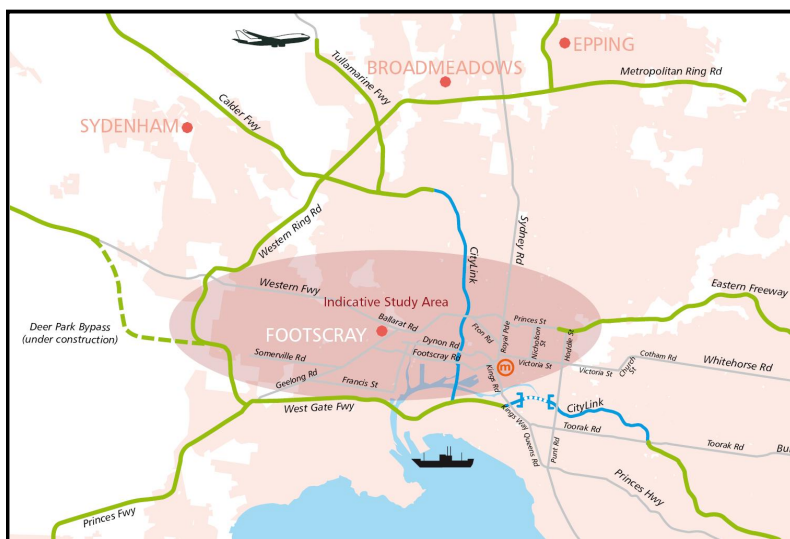 EPPING
BROADMEADOWS
Metropolitan Ring Rd
Tullamarine Fwy
Calder Fwy
SYDENHAM
Western Ring Rd
Sydney Rd
CityLink
Western Fwy
Indicative Study Area
Eastern Freeway
Deer Park Bypass
(under construction)
FOOTSCRAY
Ballarat Rd
Princes St
Fton Rd
Royal Pde
Nicholson
St
Hoddle St
Dynon Rd
Footscray Rd
Somerville Rd
Geelong Rd
Francis St
Kings Rd
m
Victoria St
Victoria St
Church
St
Cotham Rd
Whitehorse Rd
West Gate Fwy
CityLink
Kings Way
Queens Rd
Punt Rd
Toorak Rd
Toorak Rd
Bu
Princes Hwy
Princes Fwy